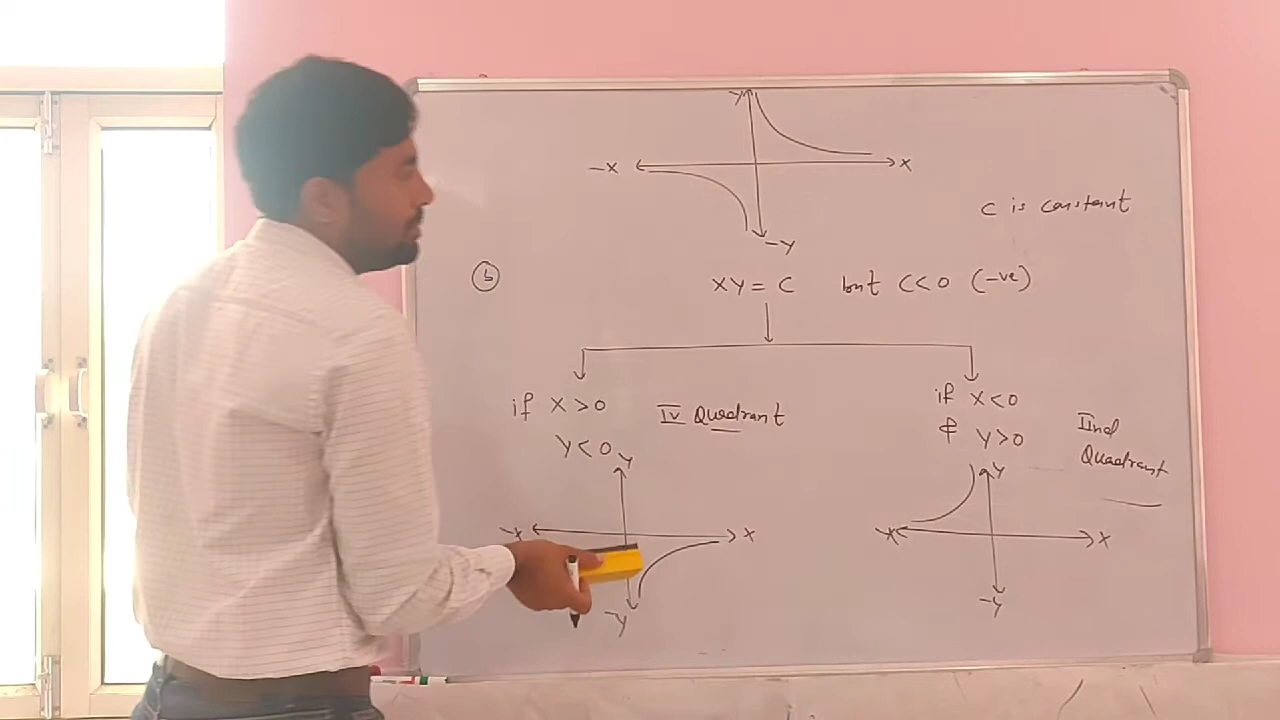 Y
-X X
-Y
C is constant
b
XY = C but C<0 (-ve)
if X>0
Y<0
IV Quadrant
if X<0
& Y>0
IInd
Quadrant
Y
-X X
-Y
Y
-X X
-Y